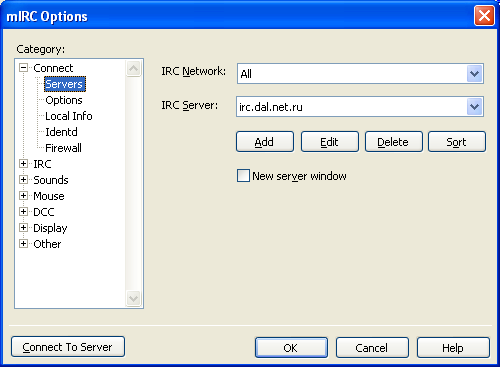 mIRC Options
Category:
Connect
Servers
Options
Local Info
Identd
Firewall
IRC
Sounds
Mouse
DCC
Display
Other
IRC Network: All
IRC Server: irc.dal.net.ru
Add Edit Delete Sort
New server window
Connect To Server OK Cancel Help